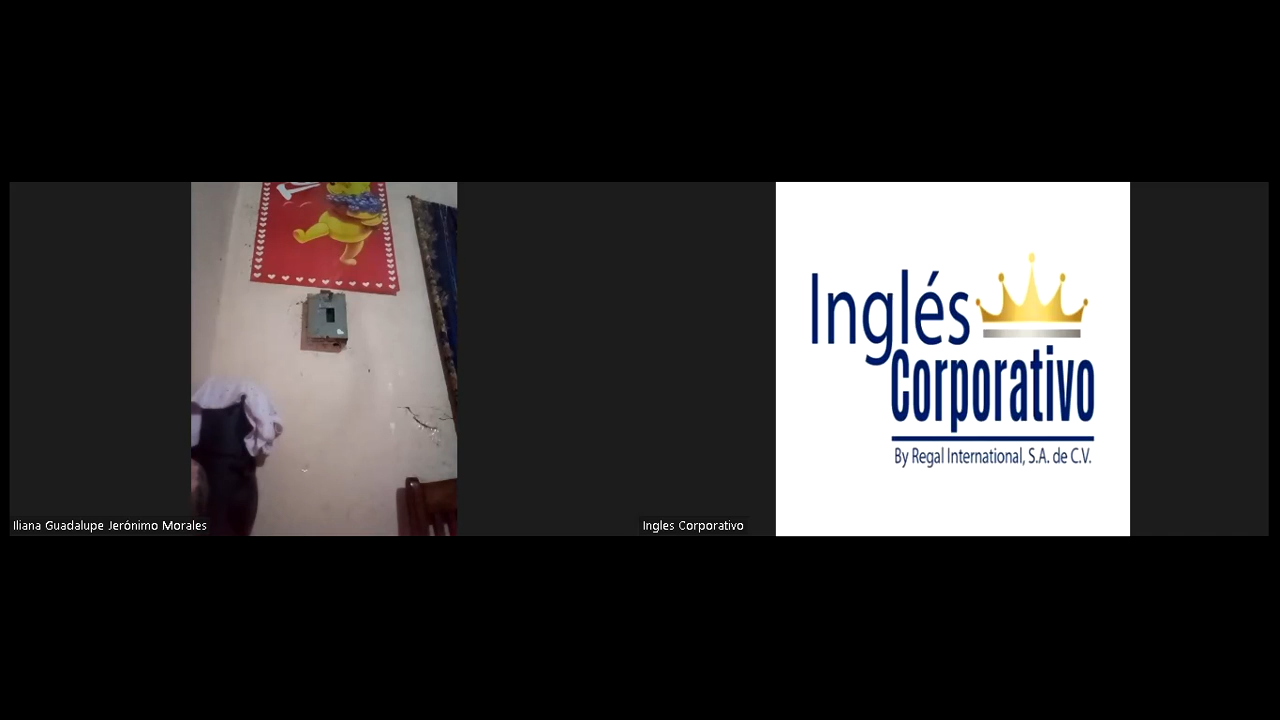 Inglés
Corporativo
By Regal International, S.A. de C.V.
Iliana Guadalupe Jerónimo Morales
Ingles Corporativo